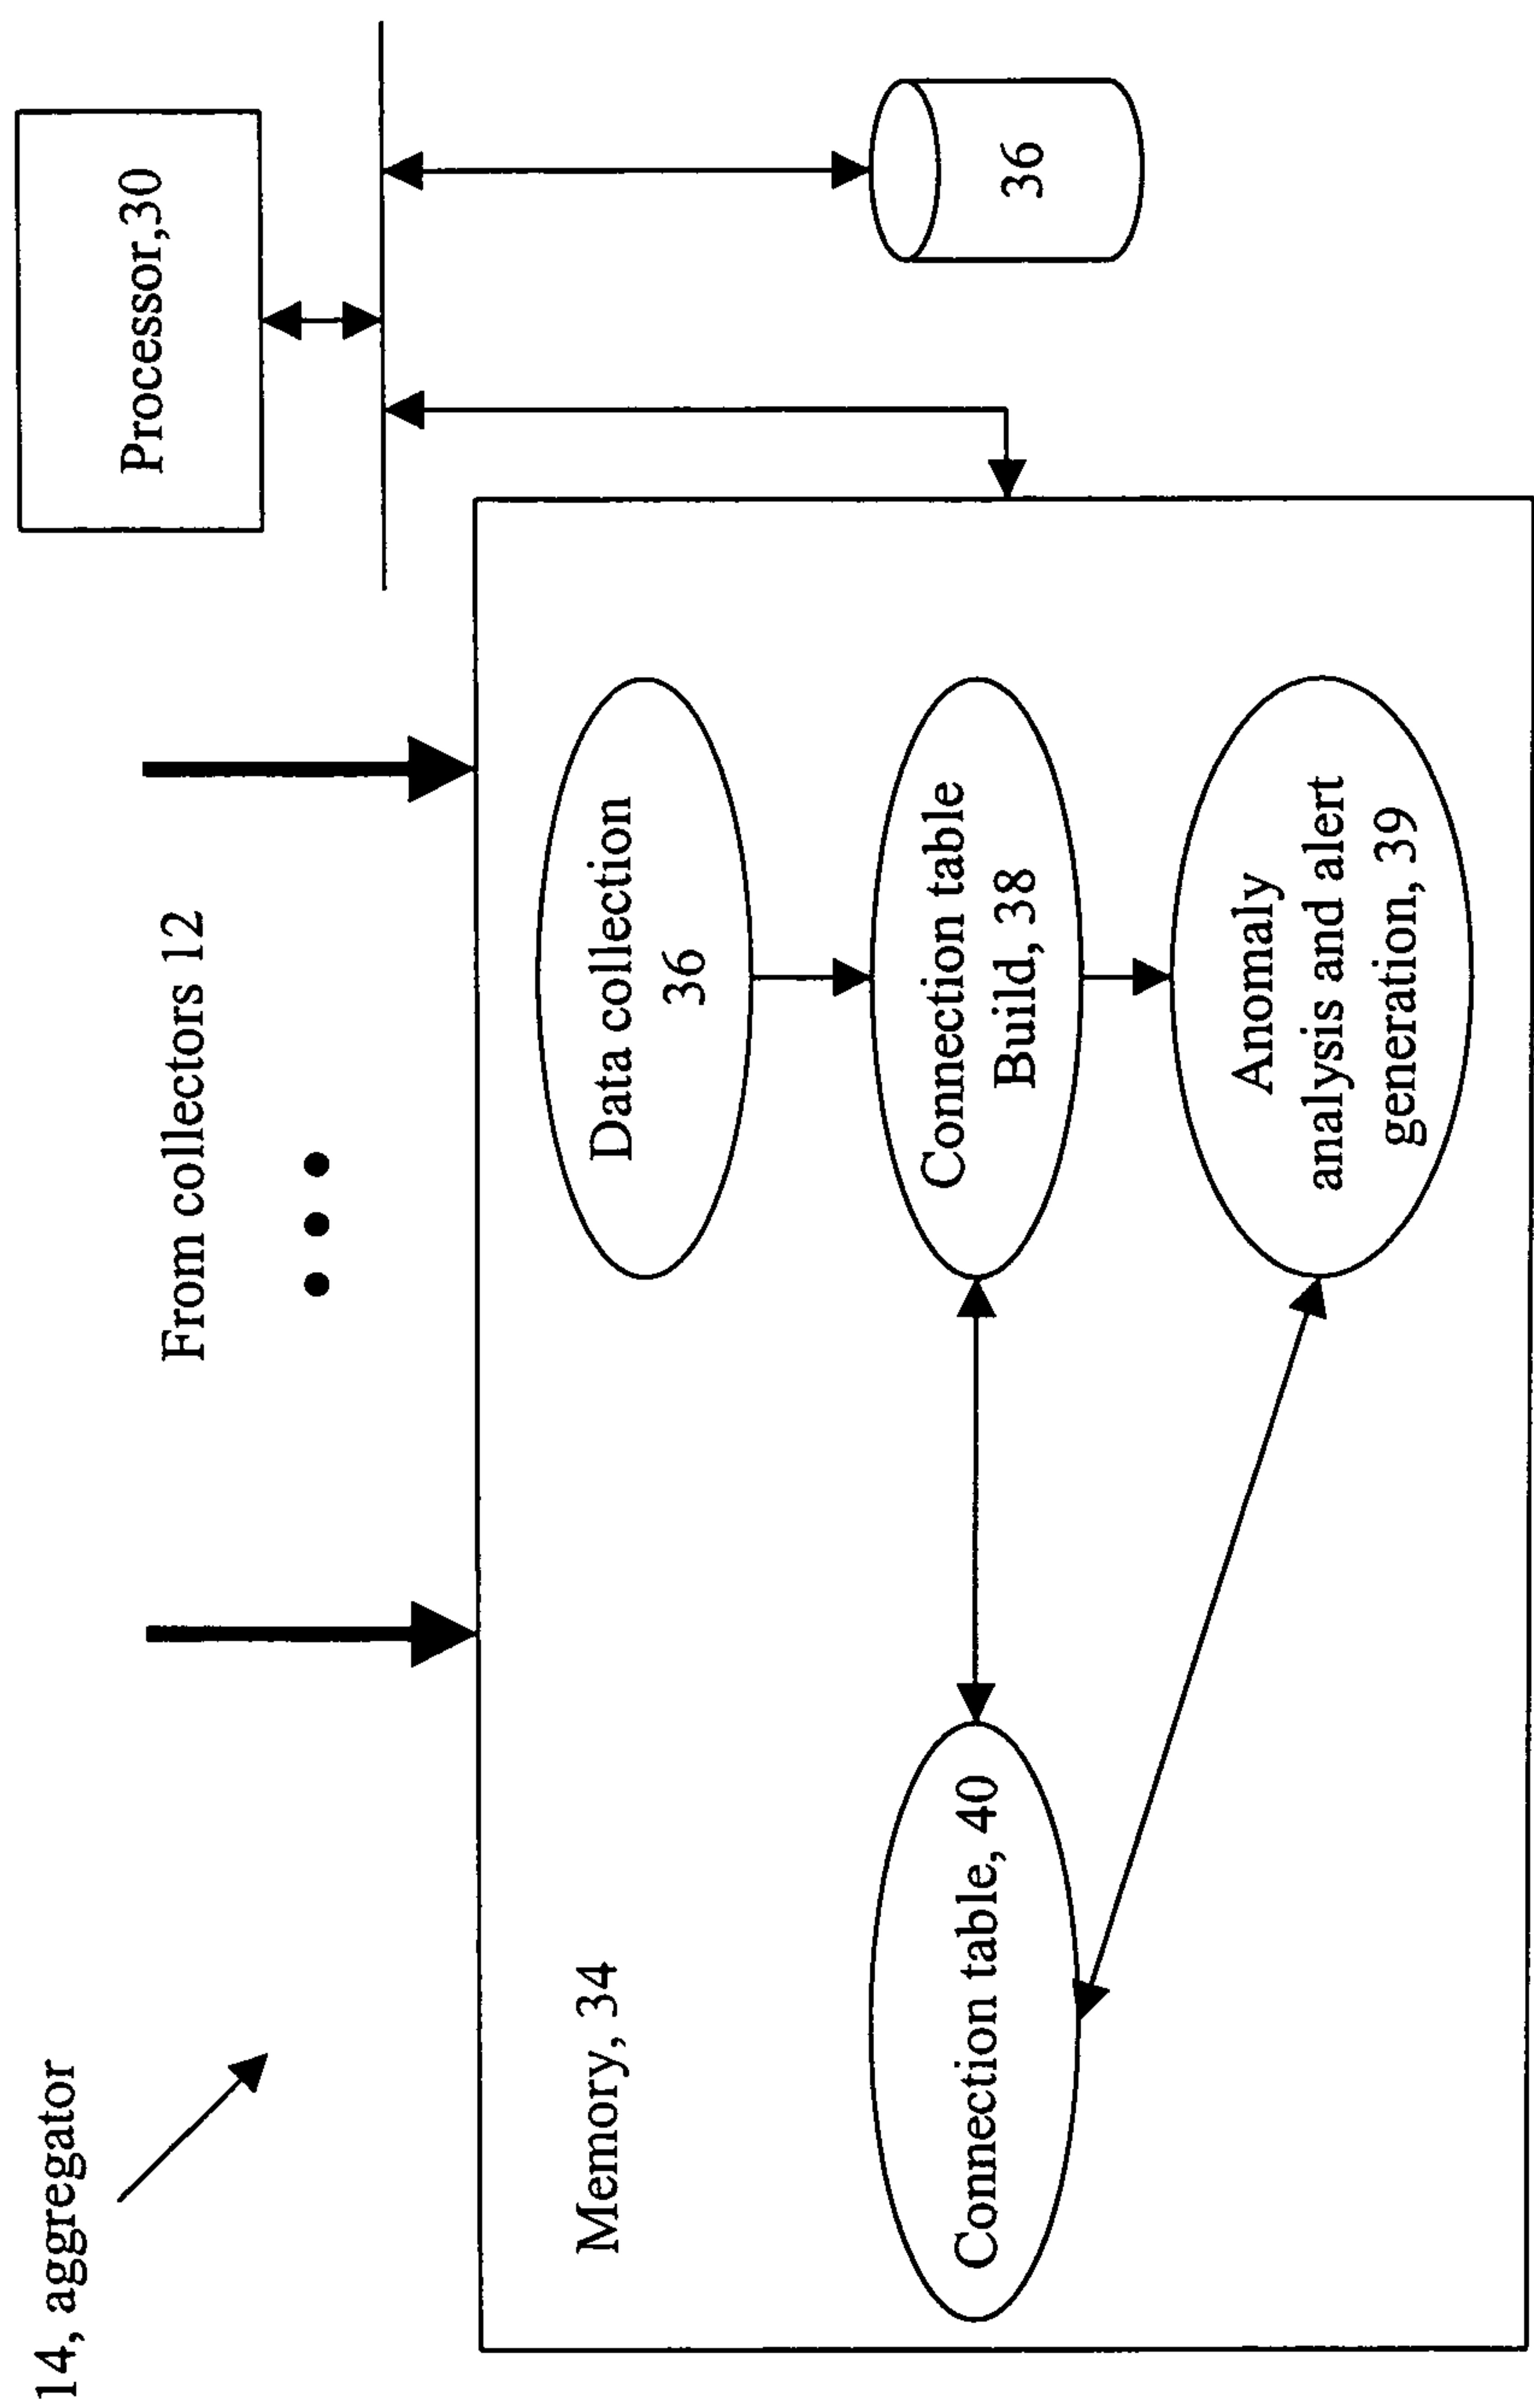 14, aggregator
From collectors 12
Processor,30
Memory, 34
Data collection
36
36
Connection table, 40
Connection table
Build, 38
Anomaly
analysis and alert
generation, 39